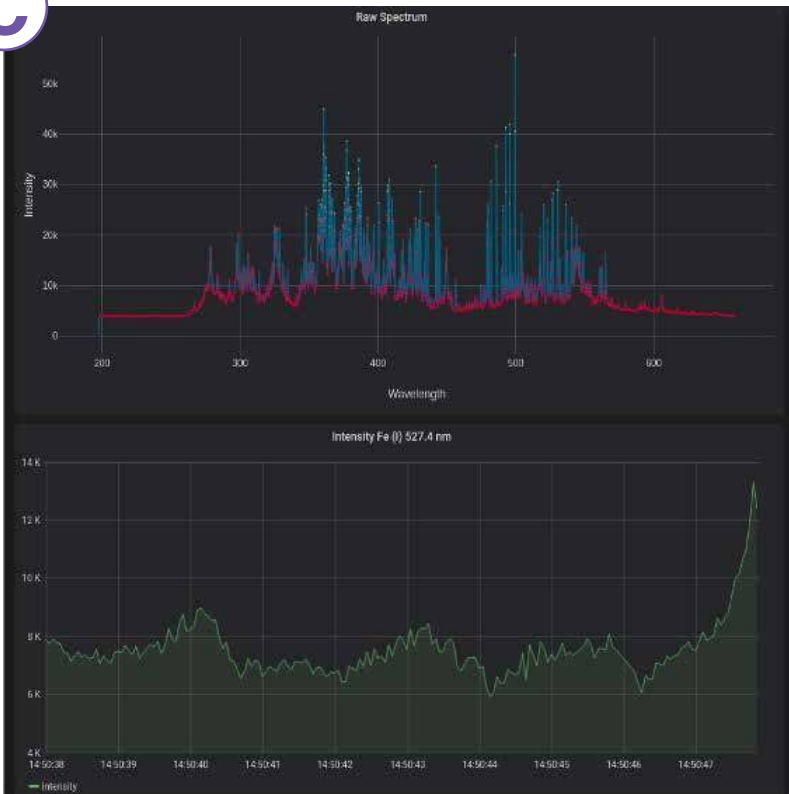 C
Raw Spectrum
50k
40k
30k
20k
10k
0
Intensity
200 300 400 500 600
Wavelength
Intensity Fe (I) 527.4 nm
14 K
12 K
10 K
8 K
6 K
4 K
14:50:38 14:50:39 14:50:40 14:50:41 14:50:42 14:50:43 14:50:44 14:50:45 14:50:46 14:50:47
intensity